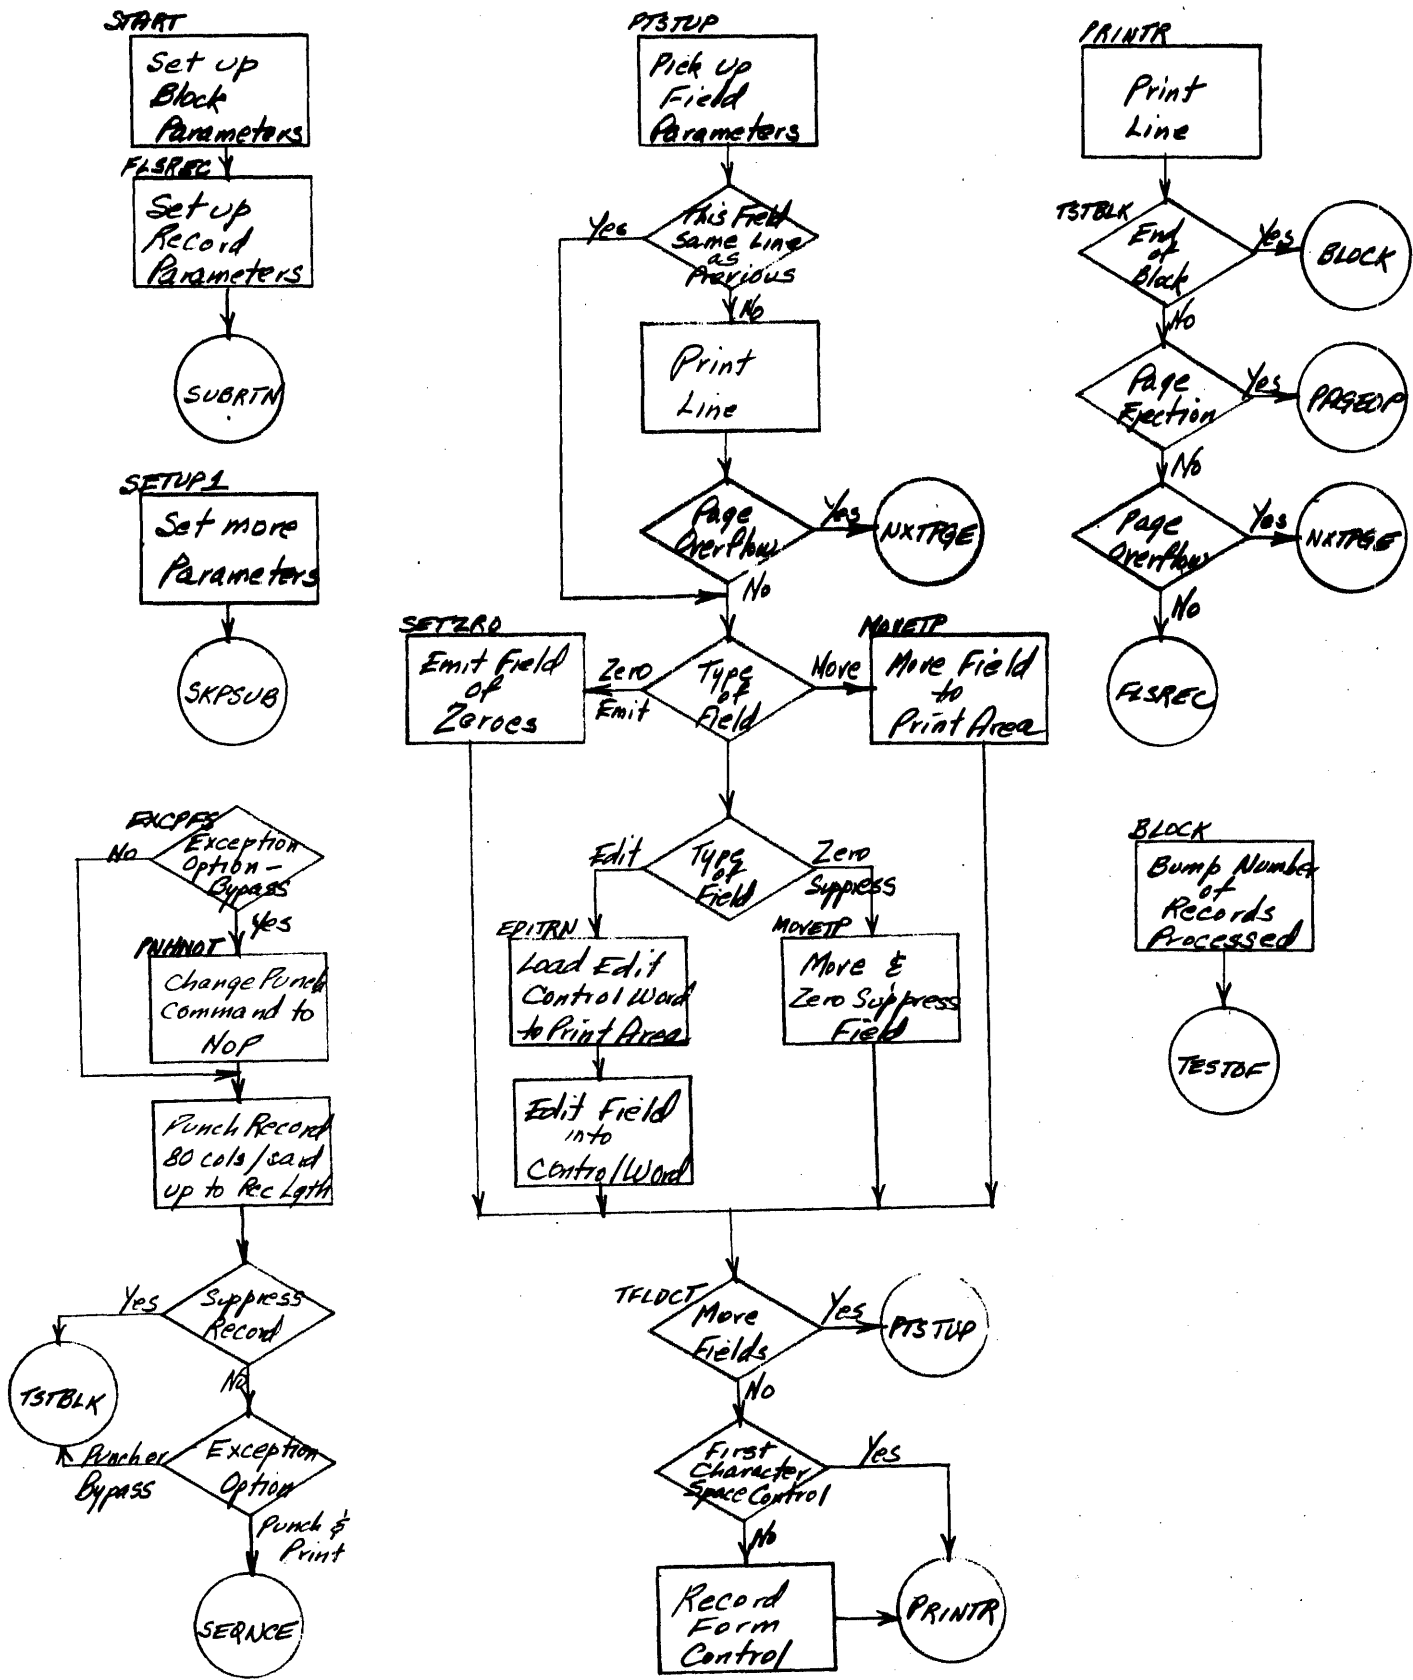 START
Set up
Block
Parameters
FLSREC
Set up
Record
Parameters
SUBRTN
SETUP1
Set more
Parameters
SKPSUB
EXCPFS
Exception
Option -
Bypass
No
Yes
PNHNOT
Change Punch
Command to
NOP
Punch Record
80 cols/card
up to Rec Lgth
Suppress
Record
Yes
No
TSTBLK
Exception
Option
Punch or
Bypass
Punch &
Print
SEQNCE
PTSTUP
Pick up
Field
Parameters
This Field
Same Line
as
Previous
Yes
No
Print
Line
Page
Overflow
Yes
NXTPGE
No
SETZRO
Emit Field
of
Zeroes
Zero
Emit
Type
of
Field
Move
MOVETP
Move Field
to
Print Area
Type
of
Field
Edit
Zero
Suppress
EDITRN
Load Edit
Control Word
to Print Area
Edit Field
into
Control Word
MOVETP
Move &
Zero Suppress
Field
TFLDCT
More
Fields
Yes
PTSTUP
No
First
Character
Space Control
Yes
No
Record
Form
Control
PRINTR
PRINTR
Print
Line
TSTBLK
End
of
Block
Yes
BLOCK
No
Page
Ejection
Yes
PAGEOP
No
Page
Overflow
Yes
NXTPGE
No
FLSREC
BLOCK
Bump Number
of
Records
Processed
TESTOF